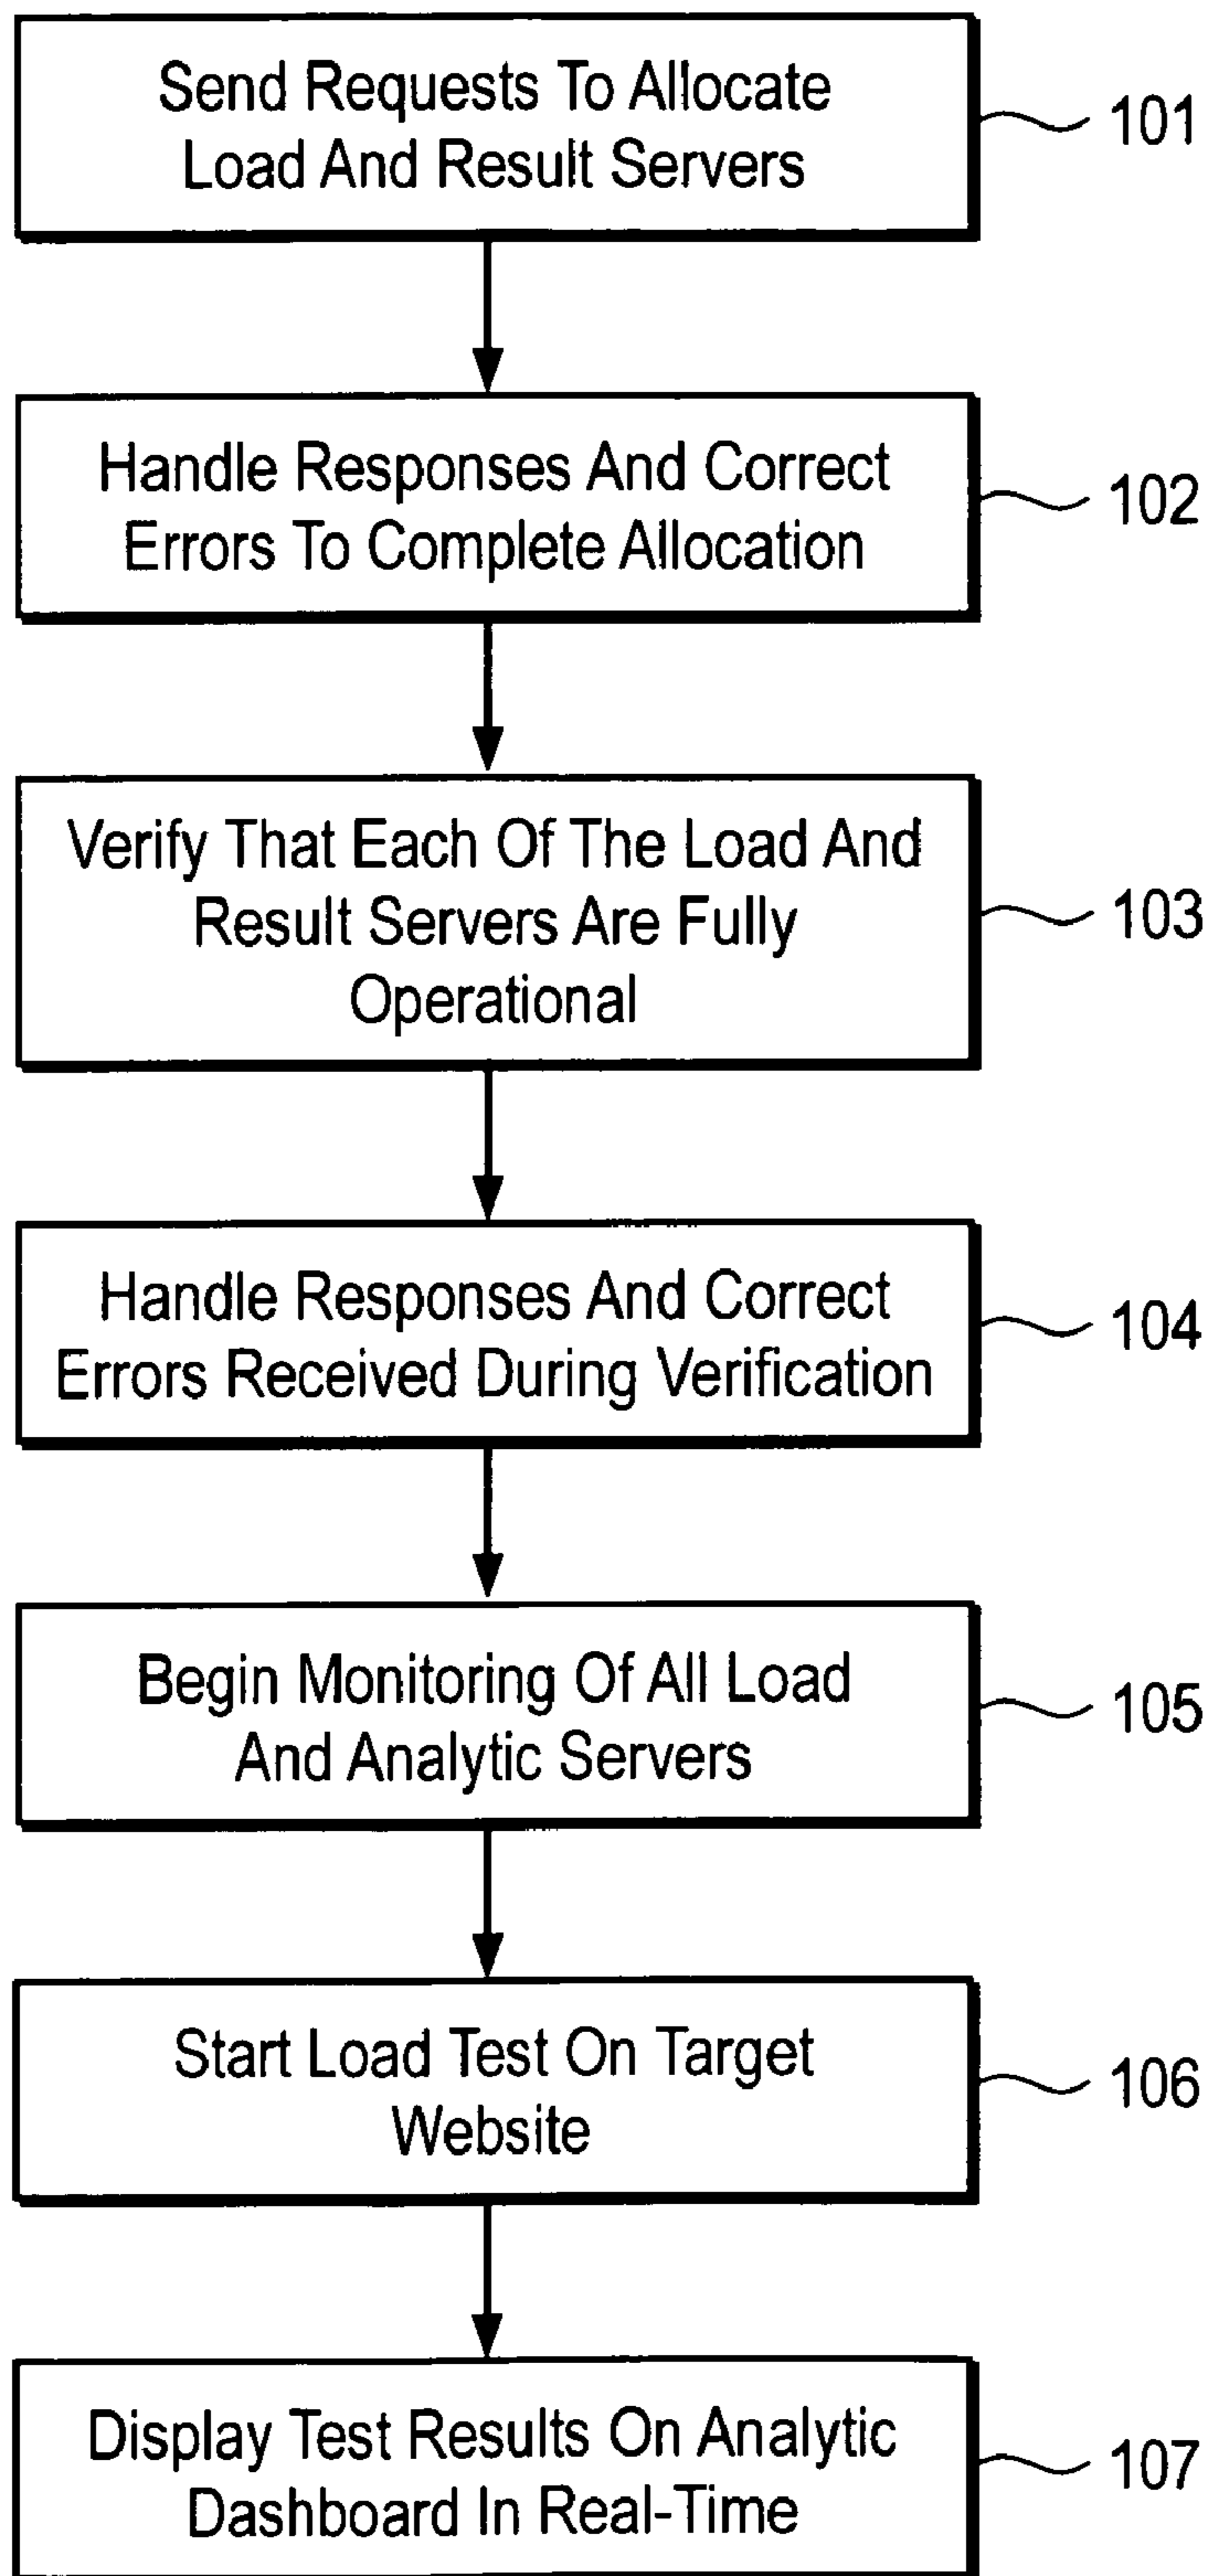 Send Requests To Allocate
Load And Result Servers
101
Handle Responses And Correct
Errors To Complete Allocation
102
Verify That Each Of The Load And
Result Servers Are Fully
Operational
103
Handle Responses And Correct
Errors Received During Verification
104
Begin Monitoring Of All Load
And Analytic Servers
105
Start Load Test On Target
Website
106
Display Test Results On Analytic
Dashboard In Real-Time
107